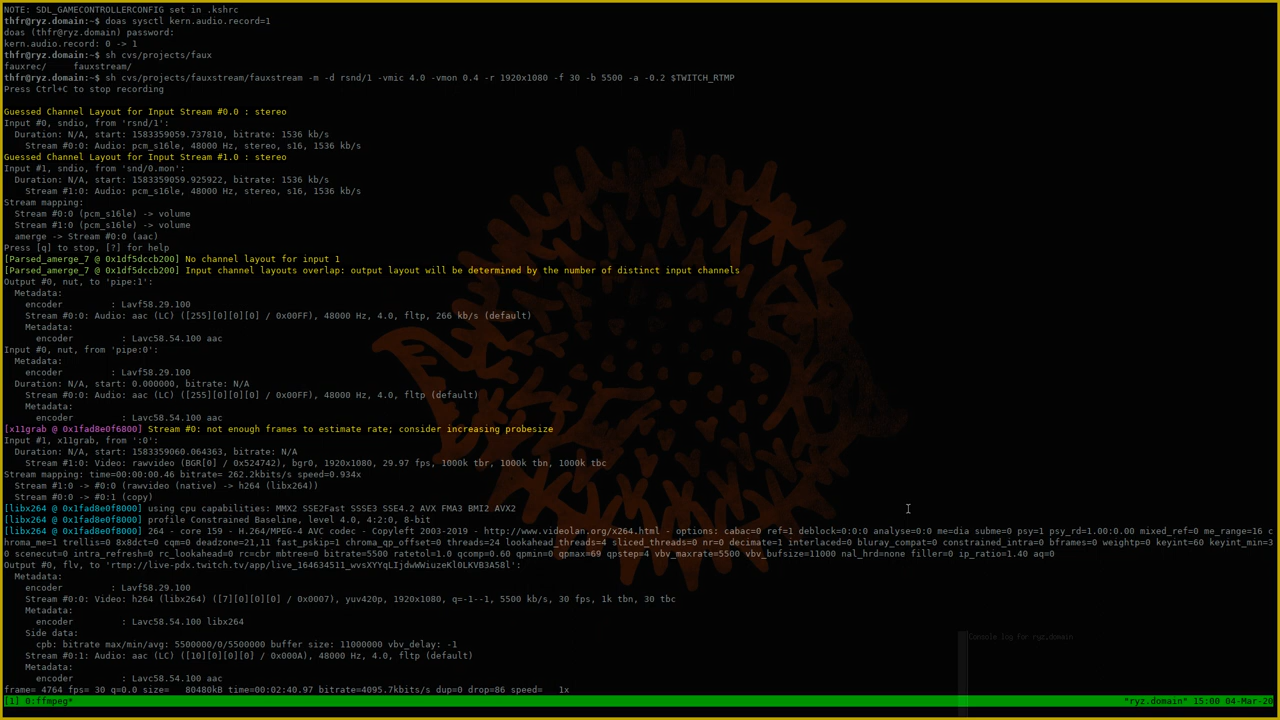 NOTE: SDL_GAMECONTROLLERCONFIG set in .kshrc
thfr@ryz.domain:~$ doas sysctl kern.audio.record=1
doas (thfr@ryz.domain) password:
kern.audio.record: 0 -> 1
thfr@ryz.domain:~$ sh cvs/projects/faux
fauxrec/     fauxstream/
thfr@ryz.domain:~$ sh cvs/projects/fauxstream/fauxstream -m -d rsnd/1 -vmic 4.0 -vmon 0.4 -r 1920x1080 -f 30 -b 5500 -a -0.2 $TWITCH_RTMP
Press Ctrl+C to stop recording
Guessed Channel Layout for Input Stream #0.0 : stereo
Input #0, sndio, from 'rsnd/1':
  Duration: N/A, start: 1583359059.737810, bitrate: 1536 kb/s
    Stream #0:0: Audio: pcm_s16le, 48000 Hz, stereo, s16, 1536 kb/s
Guessed Channel Layout for Input Stream #1.0 : stereo
Input #1, sndio, from 'snd/0.mon':
  Duration: N/A, start: 1583359059.925922, bitrate: 1536 kb/s
    Stream #1:0: Audio: pcm_s16le, 48000 Hz, stereo, s16, 1536 kb/s
Stream mapping:
  Stream #0:0 (pcm_s16le) -> volume
  Stream #1:0 (pcm_s16le) -> volume
  amerge -> Stream #0:0 (aac)
Press [q] to stop, [?] for help
[Parsed_amerge_7 @ 0x1df5dccb200] No channel layout for input 1
[Parsed_amerge_7 @ 0x1df5dccb200] Input channel layouts overlap: output layout will be determined by the number of distinct input channels
Output #0, nut, to 'pipe:1':
  Metadata:
    encoder         : Lavf58.29.100
    Stream #0:0: Audio: aac (LC) ([255][0][0][0] / 0x00FF), 48000 Hz, 4.0, fltp, 266 kb/s (default)
    Metadata:
      encoder         : Lavc58.54.100 aac
Input #0, nut, from 'pipe:0':
  Metadata:
    encoder         : Lavf58.29.100
  Duration: N/A, start: 0.000000, bitrate: N/A
    Stream #0:0: Audio: aac (LC) ([255][0][0][0] / 0x00FF), 48000 Hz, 4.0, fltp (default)
    Metadata:
      encoder         : Lavc58.54.100 aac
[x11grab @ 0x1fad8e0f6800] Stream #0: not enough frames to estimate rate; consider increasing probesize
Input #1, x11grab, from ':0':
  Duration: N/A, start: 1583359060.064363, bitrate: N/A
    Stream #1:0: Video: rawvideo (BGR[0] / 0x524742), bgr0, 1920x1080, 29.97 fps, 1000k tbr, 1000k tbn, 1000k tbc
Stream mapping: time=00:00:00.46 bitrate= 262.2kbits/s speed=0.934x
  Stream #1:0 -> #0:0 (rawvideo (native) -> h264 (libx264))
  Stream #0:0 -> #0:1 (copy)
[libx264 @ 0x1fad8e0f8000] using cpu capabilities: MMX2 SSE2Fast SSSE3 SSE4.2 AVX FMA3 BMI2 AVX2
[libx264 @ 0x1fad8e0f8000] profile Constrained Baseline, level 4.0, 4:2:0, 8-bit
[libx264 @ 0x1fad8e0f8000] 264 - core 159 - H.264/MPEG-4 AVC codec - Copyleft 2003-2019 - http://www.videolan.org/x264.html - options: cabac=0 ref=1 deblock=0:0:0 analyse=0:0 me=dia subme=0 psy=1 psy_rd=1.00:0.00 mixed_ref=0 me_range=16 c
hroma_me=1 trellis=0 8x8dct=0 cqm=0 deadzone=21,11 fast_pskip=1 chroma_qp_offset=0 threads=24 lookahead_threads=4 sliced_threads=0 nr=0 decimate=1 interlaced=0 bluray_compat=0 constrained_intra=0 bframes=0 weightp=0 keyint=60 keyint_min=3
0 scenecut=0 intra_refresh=0 rc_lookahead=0 rc=cbr mbtree=0 bitrate=5500 ratetol=1.0 qcomp=0.60 qpmin=0 qpmax=69 qpstep=4 vbv_maxrate=5500 vbv_bufsize=11000 nal_hrd=none filler=0 ip_ratio=1.40 aq=0
Output #0, flv, to 'rtmp://live-pdx.twitch.tv/app/live_164634511_wvsXYYqLIjdwWWiuzeKl0LKVB3A58l':
  Metadata:
    encoder         : Lavf58.29.100
    Stream #0:0: Video: h264 (libx264) ([7][0][0][0] / 0x0007), yuv420p, 1920x1080, q=-1--1, 5500 kb/s, 30 fps, 1k tbn, 30 tbc
    Metadata:
      encoder         : Lavc58.54.100 libx264
    Side data:
      cpb: bitrate max/min/avg: 5500000/0/5500000 buffer size: 11000000 vbv_delay: -1
    Stream #0:1: Audio: aac (LC) ([10][0][0][0] / 0x000A), 48000 Hz, 4.0, fltp (default)
    Metadata:
      encoder         : Lavc58.54.100 aac
frame= 4764 fps= 30 q=0.0 size=   80480kB time=00:02:40.97 bitrate=4095.7kbits/s dup=0 drop=86 speed=   1x
Console log for ryz.domain
[1] 0:ffmpeg*    "ryz.domain" 15:00 04-Mar-20